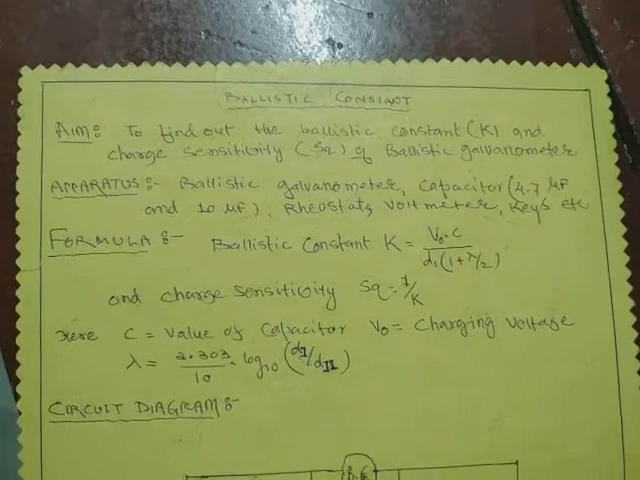 BALLISTIC CONSTANT
AIM: To find out the ballistic constant (K) and
charge sensitivity (Sq) of Ballistic galvanometer
APPARATUS:- Ballistic galvanometer, Capacitor (4.7 μF
and 10 μF), Rheostats, Voltmeter, Keys etc
FORMULA:- Ballistic Constant K = V₀.C / d₁(1+λ/2)
and charge sensitivity Sq = 1/K
Here C = Value of Capacitor V₀ = Charging Voltage
λ = 2.303/10 . log₁₀ (dI/dII)
CIRCUIT DIAGRAM:-
B.G